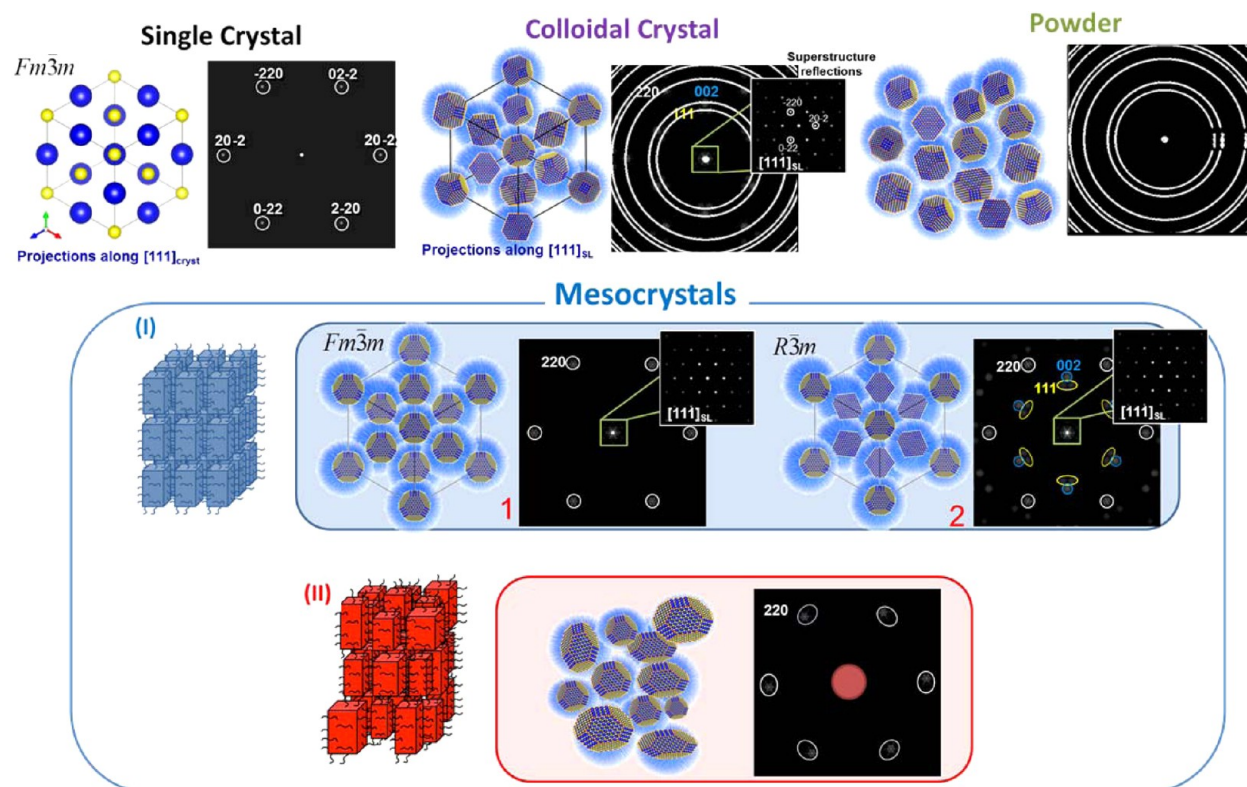 Single Crystal
Colloidal Crystal
Powder
Fm3̅m
-220
02-2
20-2
20-2
0-22
2-20
Projections along [111]cryst
220
002
111
Superstructure
reflections
-220
20-2
0-22
[111]SL
Projections along [111]SL
Mesocrystals
(I)
Fm3̅m
220
[111]SL
1
R3̅m
220
002
111
[111]SL
2
(II)
220